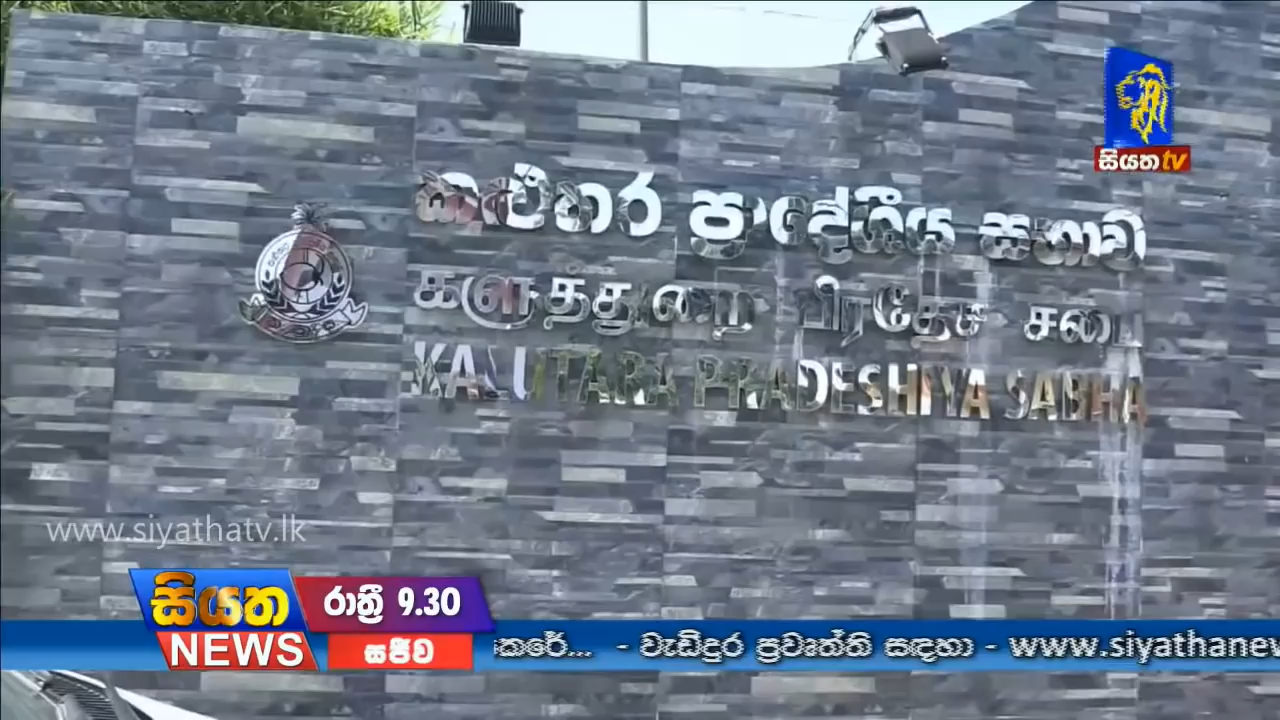 සියත tv
කළුතර ප්‍රාදේශීය සභාව
களுத்துறை பிரதேச சபை
KALUTARA PRADESHIYA SABHA
www.siyathatv.lk
සියත
NEWS
රාත්‍රී 9.30
සජීව
කෙරේ... - වැඩිදුර ප්‍රවෘත්ති සඳහා - www.siyathanew